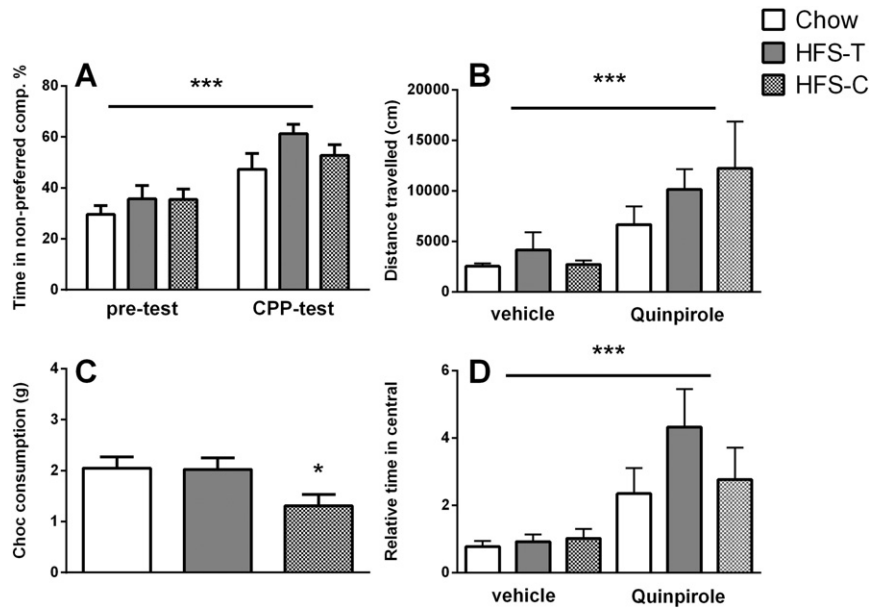 Chow
HFS-T
HFS-C
A
***
Time in non-preferred comp. %
80
60
40
20
0
pre-test
CPP-test
B
***
Distance travelled (cm)
20000
15000
10000
5000
0
vehicle
Quinpirole
C
Choc consumption (g)
4
3
2
1
0
*
D
***
Relative time in central
6
4
2
0
vehicle
Quinpirole